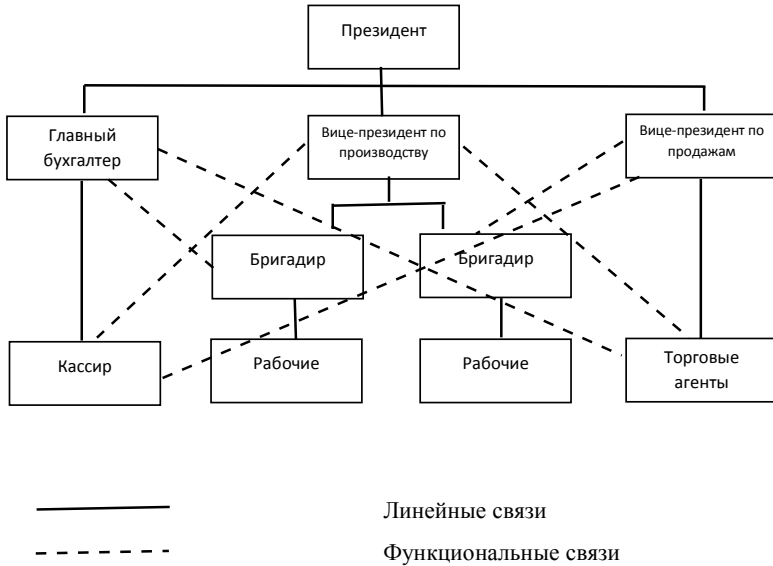 Президент
Главный
бухгалтер
Вице-президент по
производству
Вице-президент по
продажам
Бригадир
Бригадир
Кассир
Рабочие
Рабочие
Торговые
агенты
Линейные связи
Функциональные связи